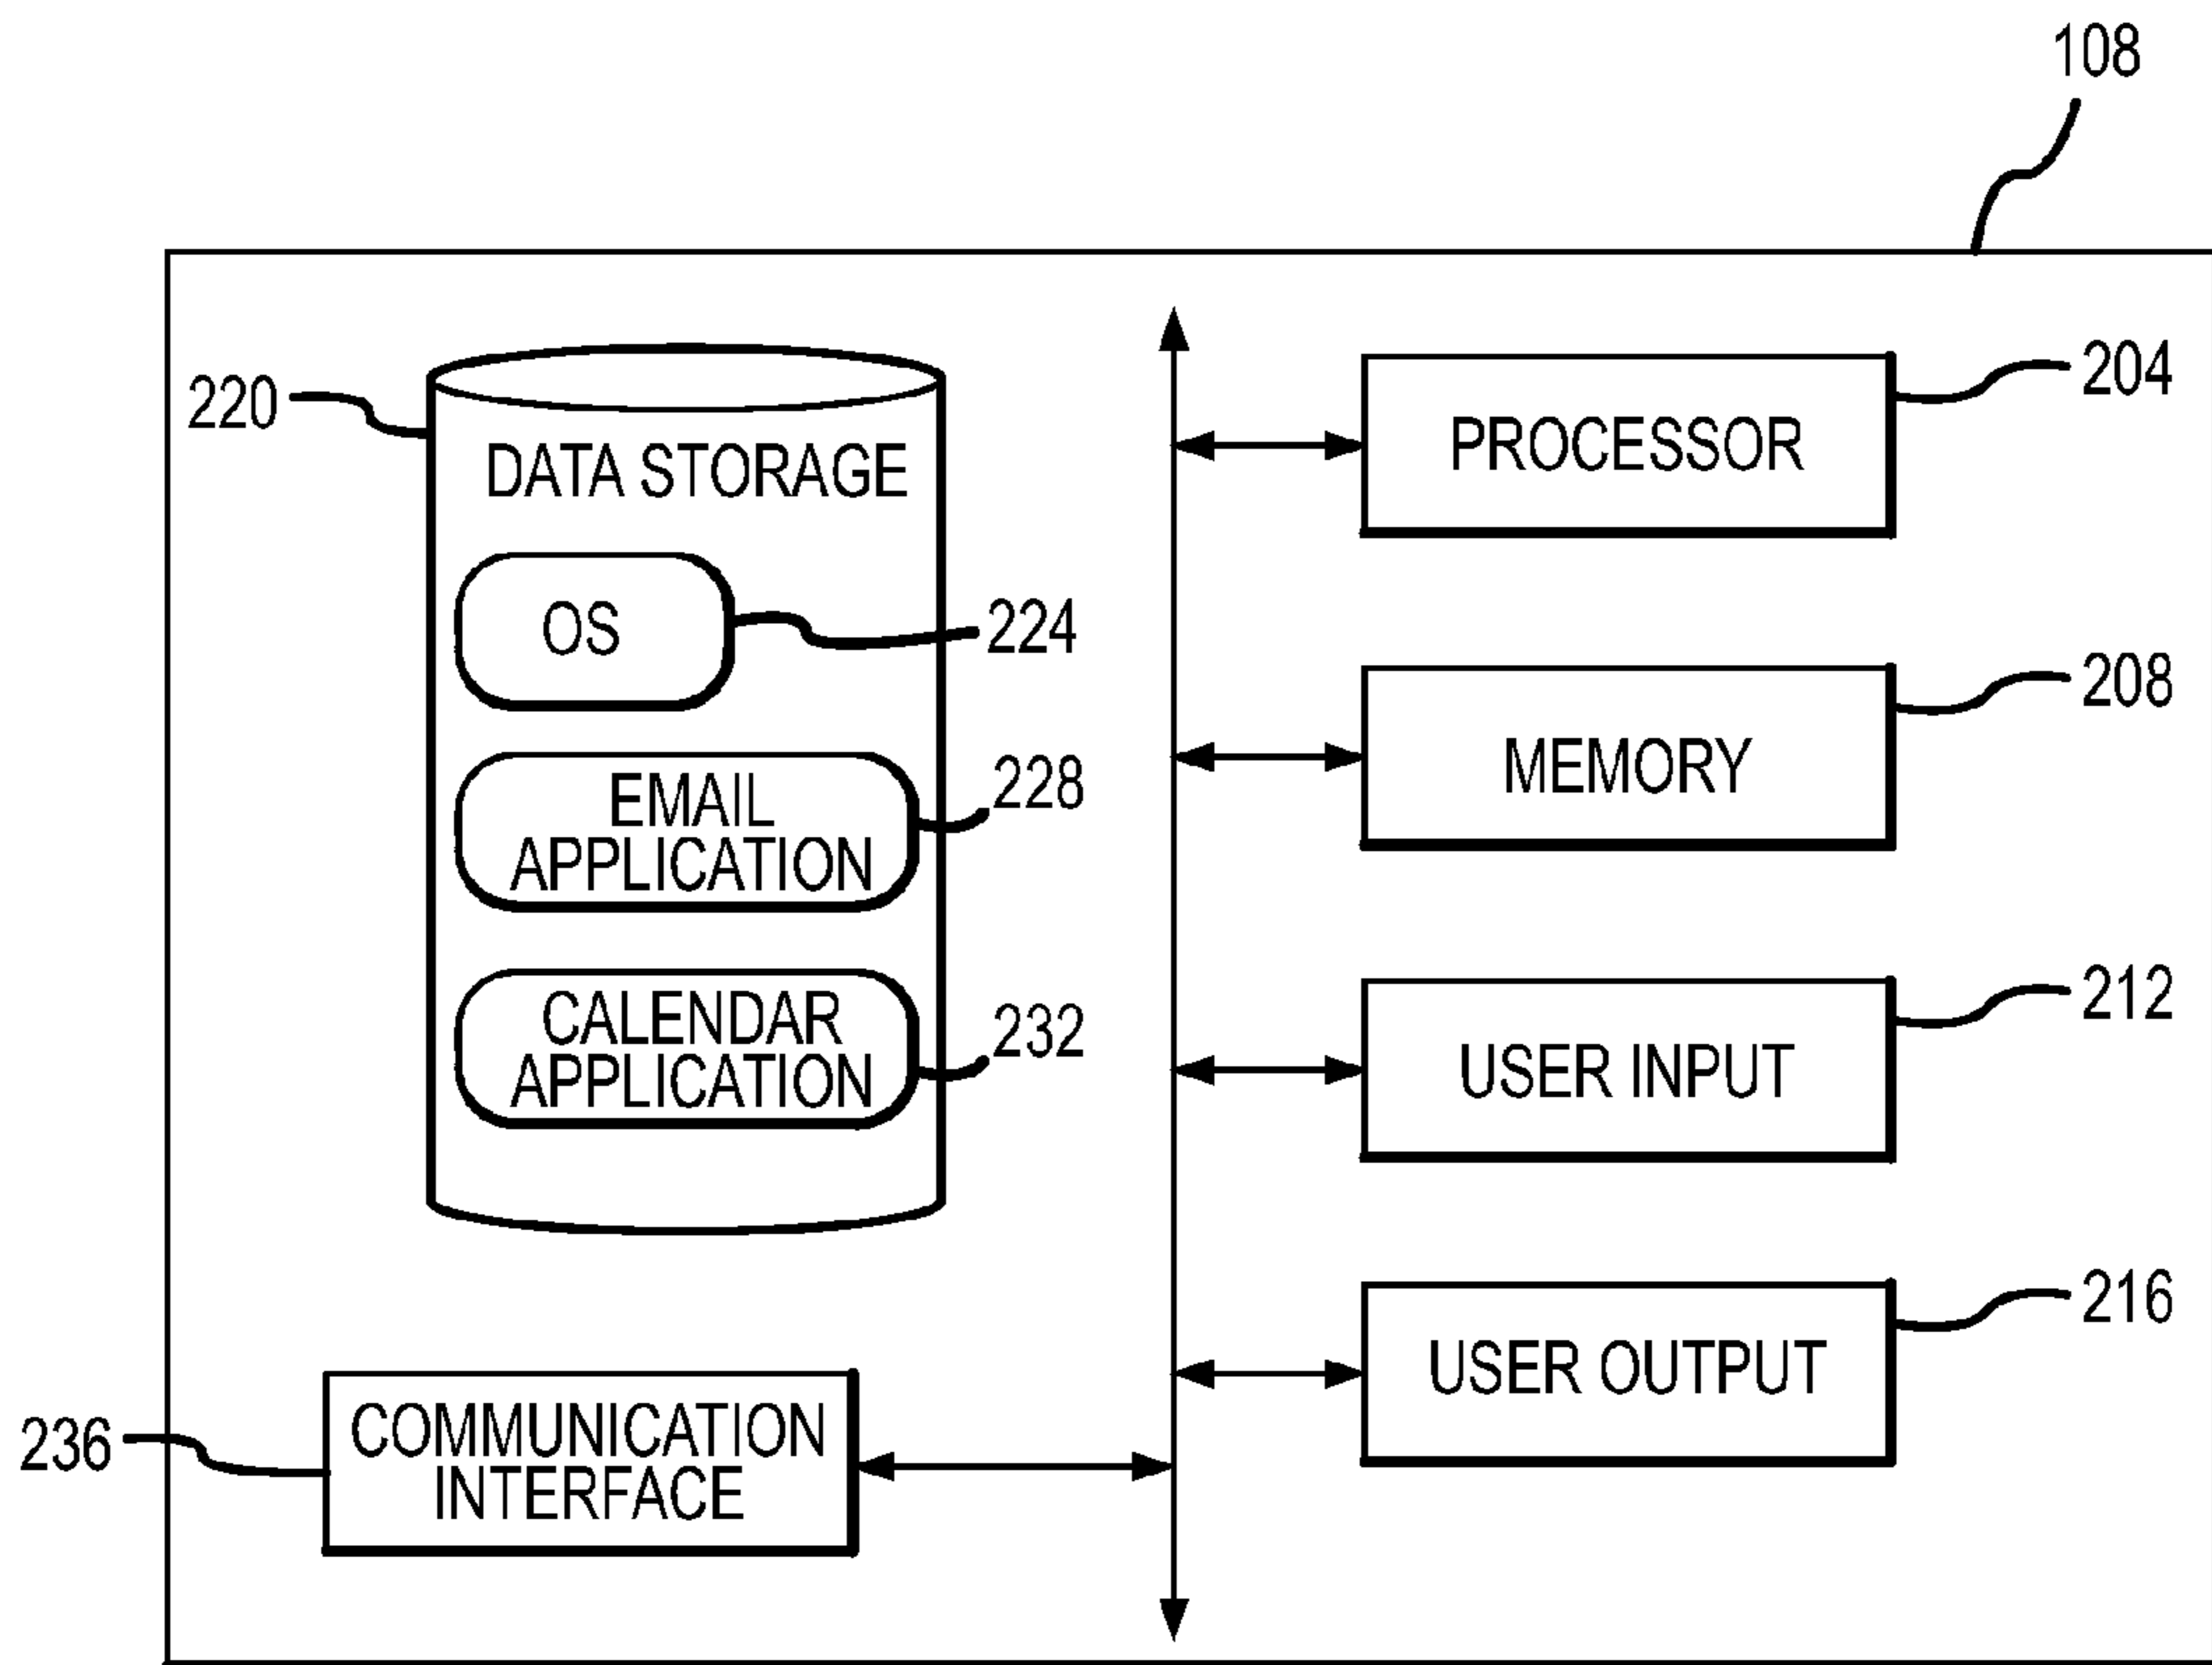 108
220
DATA STORAGE
OS
224
EMAIL
APPLICATION
228
CALENDAR
APPLICATION
232
COMMUNICATION
INTERFACE
236
PROCESSOR
204
MEMORY
208
USER INPUT
212
USER OUTPUT
216